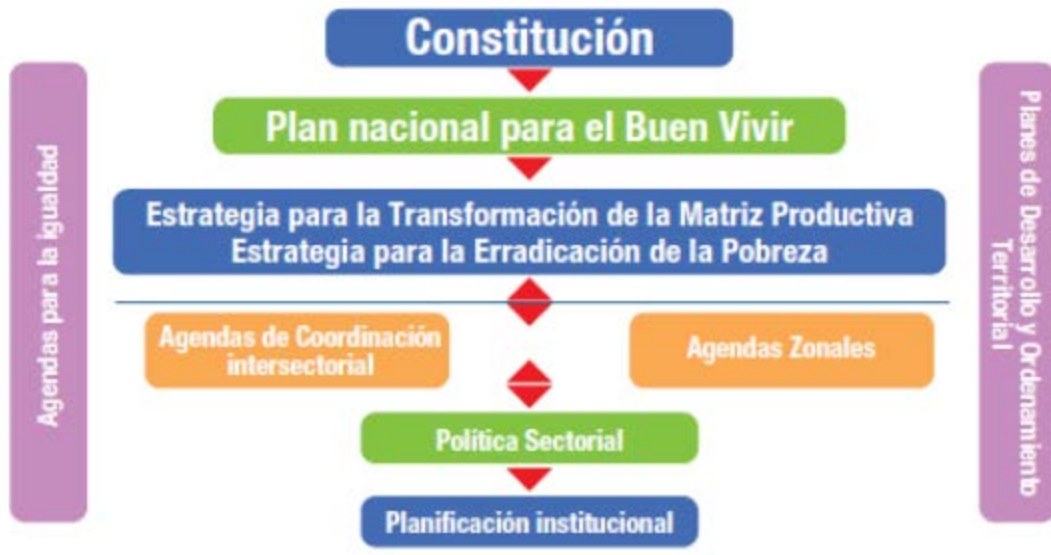 Constitución
Plan nacional para el Buen Vivir
Estrategia para la Transformación de la Matriz Productiva
Estrategia para la Erradicación de la Pobreza
Agendas de Coordinación
intersectorial
Agendas Zonales
Política Sectorial
Planificación institucional
Agendas para la igualdad
Planes de Desarrollo y Ordenamiento
Territorial